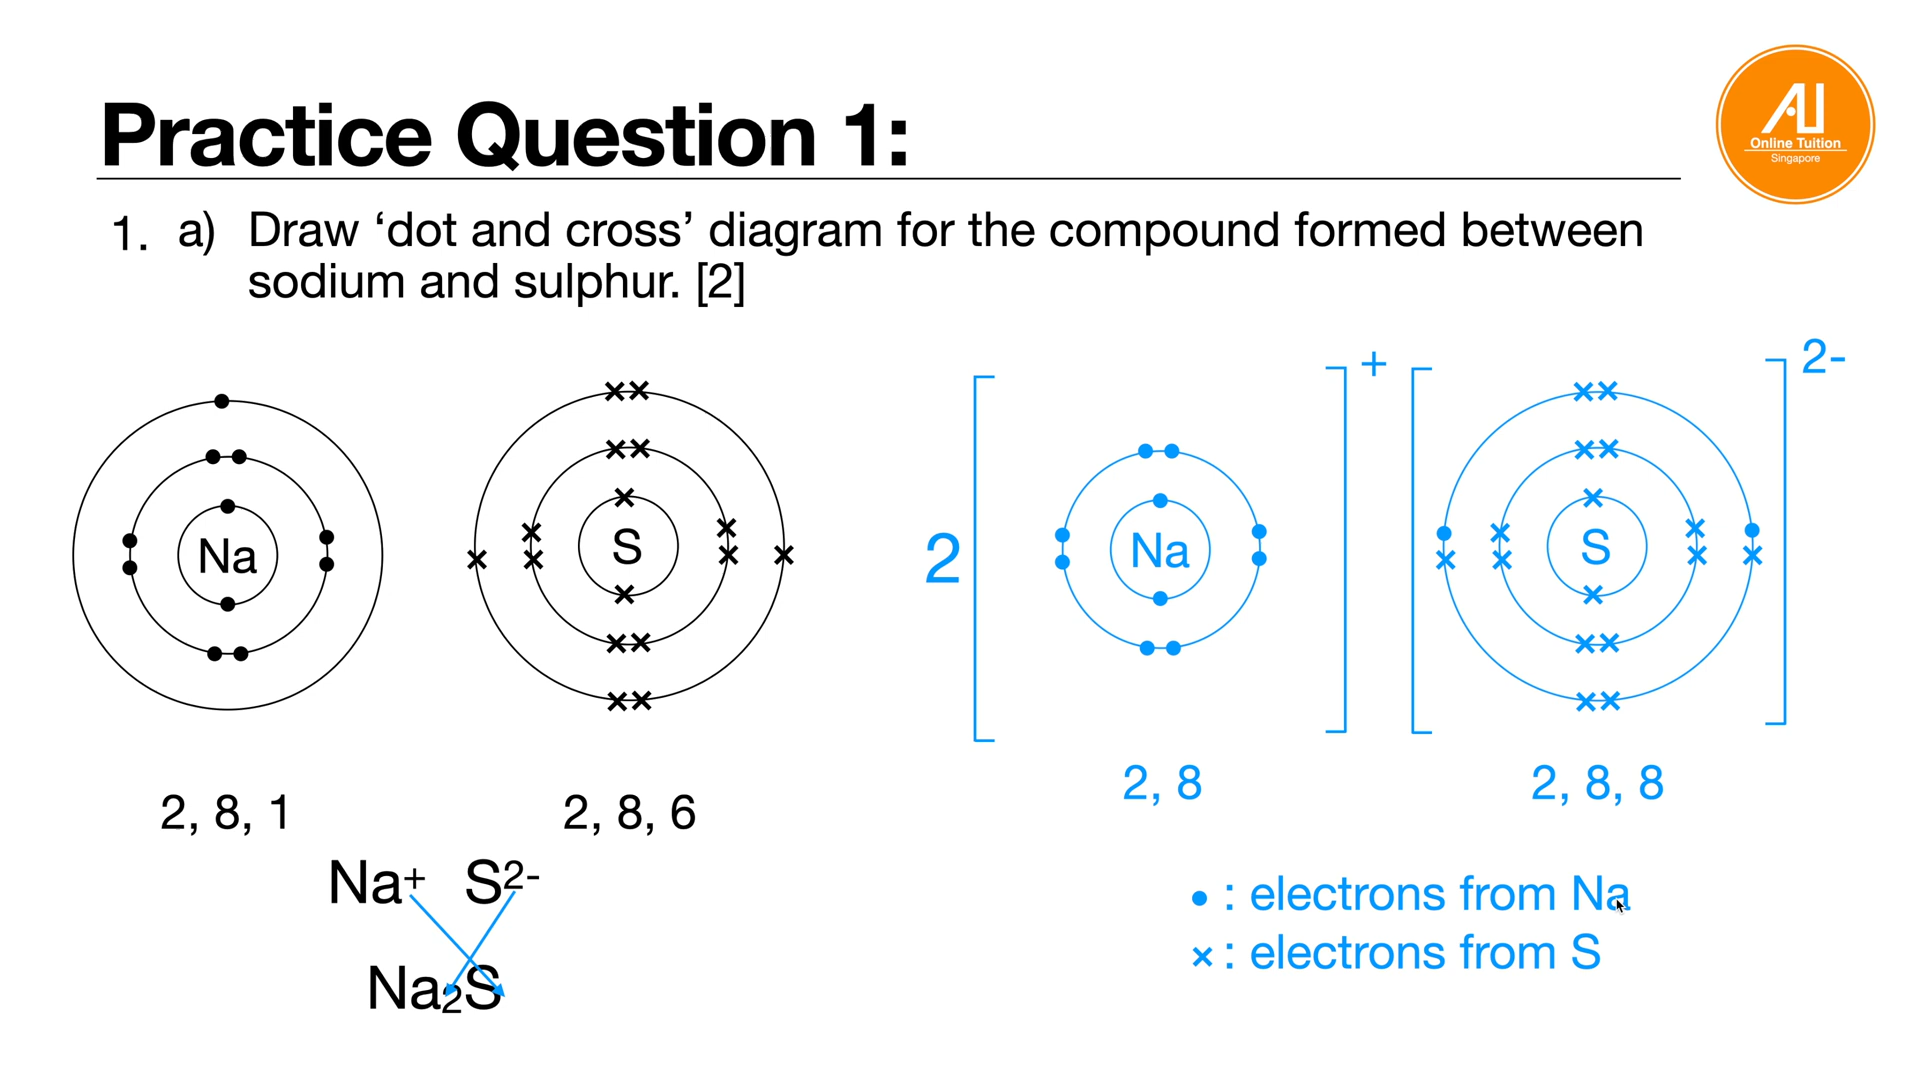 Practice Question 1:
AU
Online Tuition
Singapore
1. a) Draw ‘dot and cross’ diagram for the compound formed between
sodium and sulphur. [2]
Na
S
2
Na
+
S
2-
2, 8, 1
2, 8, 6
2, 8
2, 8, 8
Na⁺ S²⁻
Na₂S
• : electrons from Na
× : electrons from S